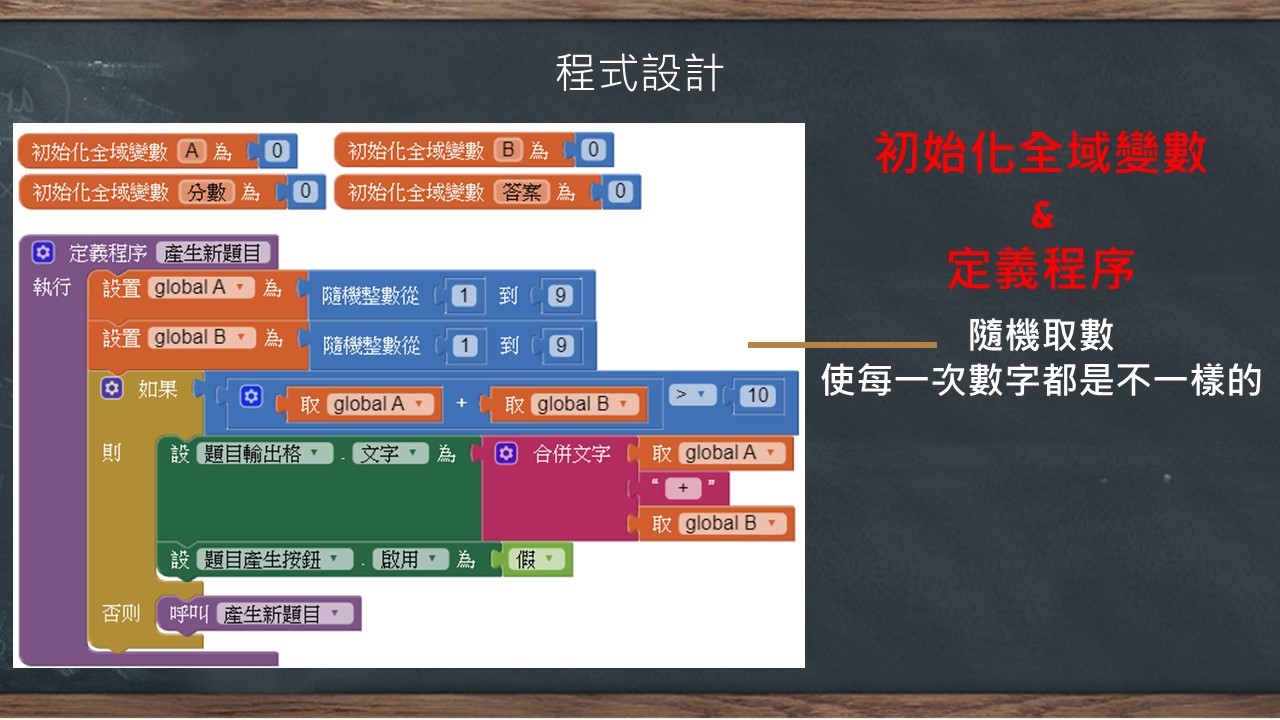 程式設計
初始化全域變數 A 為 0
初始化全域變數 B 為 0
初始化全域變數 分數 為 0
初始化全域變數 答案 為 0
定義程序 產生新題目
執行 設置 global A 為 隨機整數從 1 到 9
設置 global B 為 隨機整數從 1 到 9
如果 取 global A + 取 global B > 10
則 設 題目輸出格 . 文字 為 合併文字 取 global A
“ + ”
取 global B
設 題目產生按鈕 . 啟用 為 假
否則 呼叫 產生新題目
初始化全域變數
&
定義程序
隨機取數
使每一次數字都是不一樣的